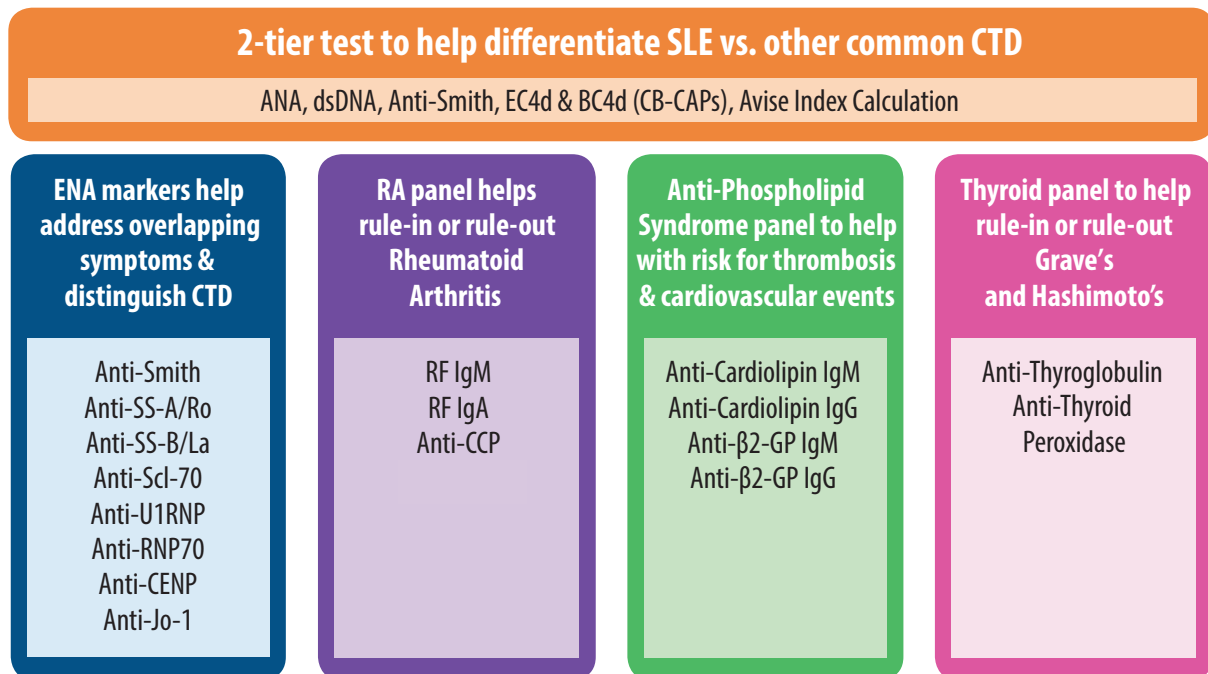 2-tier test to help differentiate SLE vs. other common CTD
ANA, dsDNA, Anti-Smith, EC4d & BC4d (CB-CAPs), Avise Index Calculation
ENA markers help
address overlapping
symptoms &
distinguish CTD
Anti-Smith
Anti-SS-A/Ro
Anti-SS-B/La
Anti-Scl-70
Anti-U1RNP
Anti-RNP70
Anti-CENP
Anti-Jo-1
RA panel helps
rule-in or rule-out
Rheumatoid
Arthritis
RF IgM
RF IgA
Anti-CCP
Anti-Phospholipid
Syndrome panel to help
with risk for thrombosis
& cardiovascular events
Anti-Cardiolipin IgM
Anti-Cardiolipin IgG
Anti-β2-GP IgM
Anti-β2-GP IgG
Thyroid panel to help
rule-in or rule-out
Grave's
and Hashimoto's
Anti-Thyroglobulin
Anti-Thyroid
Peroxidase